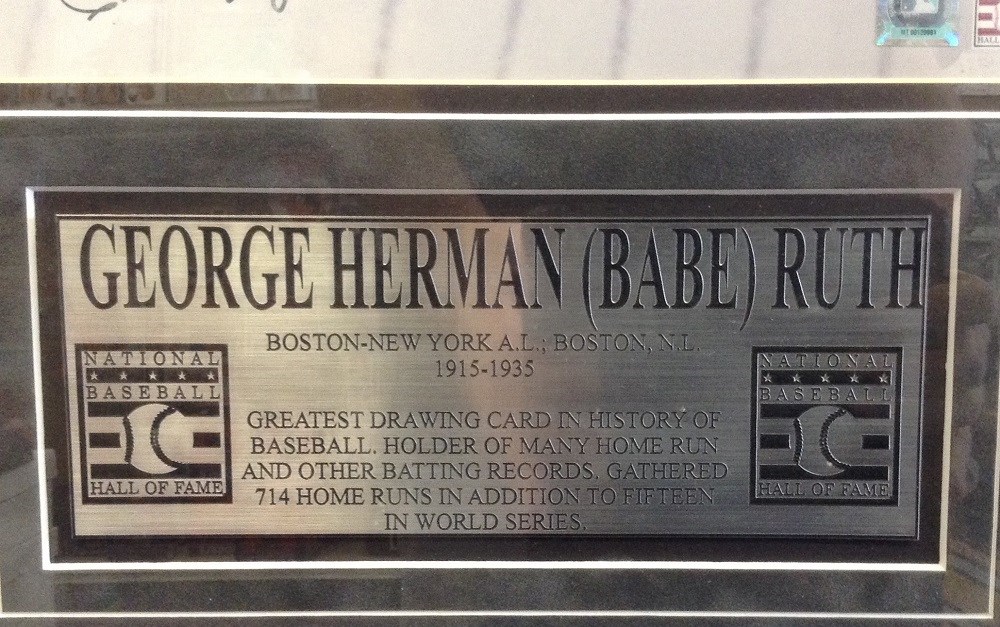 GEORGE HERMAN (BABE) RUTH
BOSTON-NEW YORK A.L.; BOSTON, N.L.
1915-1935
GREATEST DRAWING CARD IN HISTORY OF
BASEBALL. HOLDER OF MANY HOME RUN
AND OTHER BATTING RECORDS. GATHERED
714 HOME RUNS IN ADDITION TO FIFTEEN
IN WORLD SERIES.
NATIONAL
BASEBALL
HALL OF FAME
NATIONAL
BASEBALL
HALL OF FAME
HALL